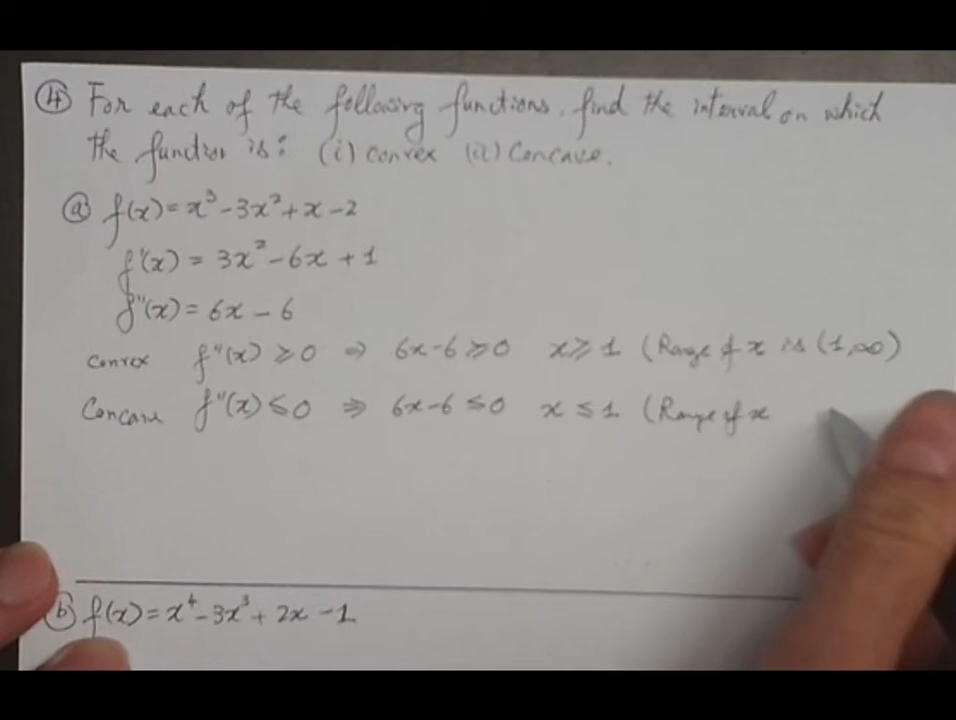 ④ For each of the following functions, find the interval on which
the function is: (i) convex (ii) Concave.
ⓐ f(x) = x³ - 3x² + x - 2
f'(x) = 3x² - 6x + 1
f''(x) = 6x - 6
Convex f''(x) ≥ 0 ⇒ 6x-6 ≥ 0 x ≥ 1 (Range of x is (1,∞)
Concave f''(x) ≤ 0 ⇒ 6x-6 ≤ 0 x ≤ 1 (Range of x
ⓑ f(x) = x⁴ - 3x³ + 2x - 1